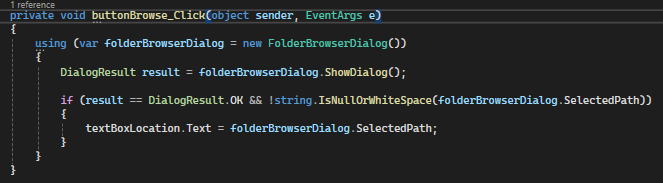 1 reference
private void buttonBrowse_Click(object sender, EventArgs e)
{
    using (var folderBrowserDialog = new FolderBrowserDialog())
    {
        DialogResult result = folderBrowserDialog.ShowDialog();

        if (result == DialogResult.OK && !string.IsNullOrWhiteSpace(folderBrowserDialog.SelectedPath))
        {
            textBoxLocation.Text = folderBrowserDialog.SelectedPath;
        }
    }
}